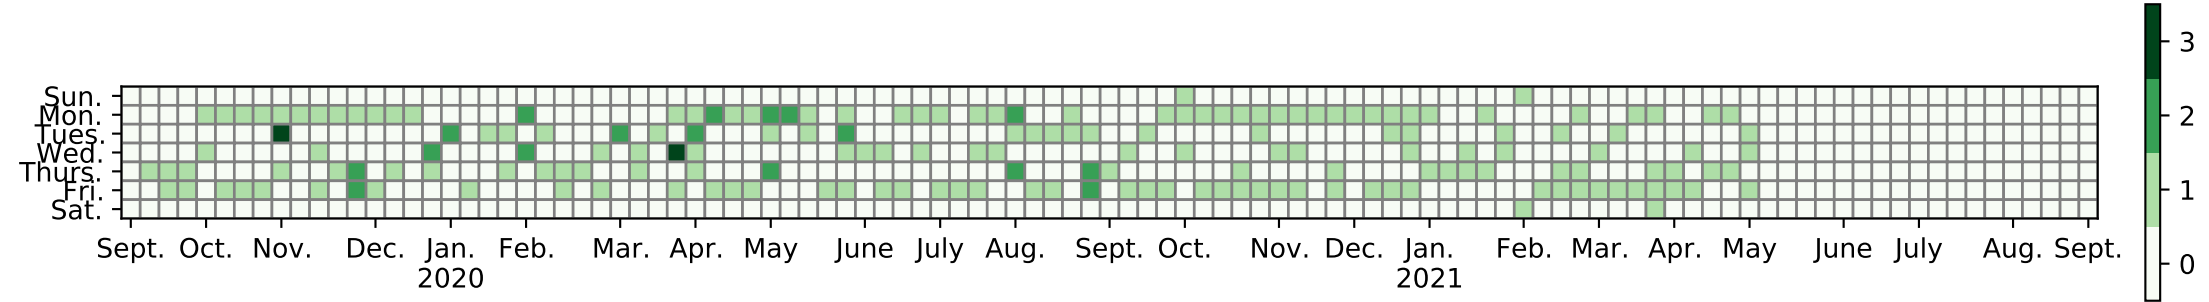 3
2
1
0
Sun.
Mon.
Tues.
Wed.
Thurs.
Fri.
Sat.
Sept. Oct. Nov. Dec. Jan. Feb. Mar. Apr. May June July Aug. Sept. Oct. Nov. Dec. Jan. Feb. Mar. Apr. May June July Aug. Sept.
2020 2021